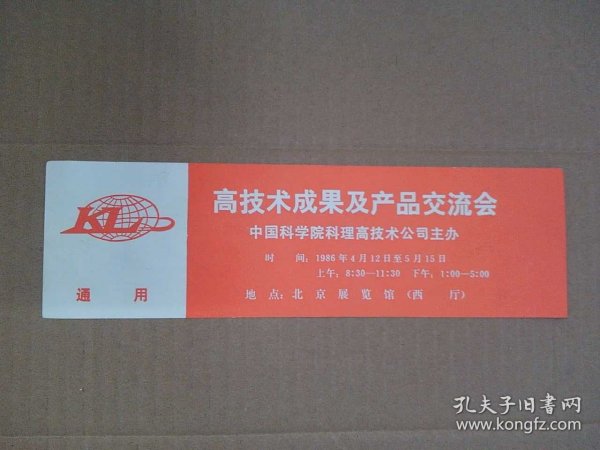 KL
通 用
高技术成果及产品交流会
中国科学院科理高技术公司主办
时 间：1986年4月12日至5月15日
上午：8:30—11:30 下午：1:00—5:00
地点：北京展览馆（西 厅）
孔夫子旧书网
www.kongfz.com